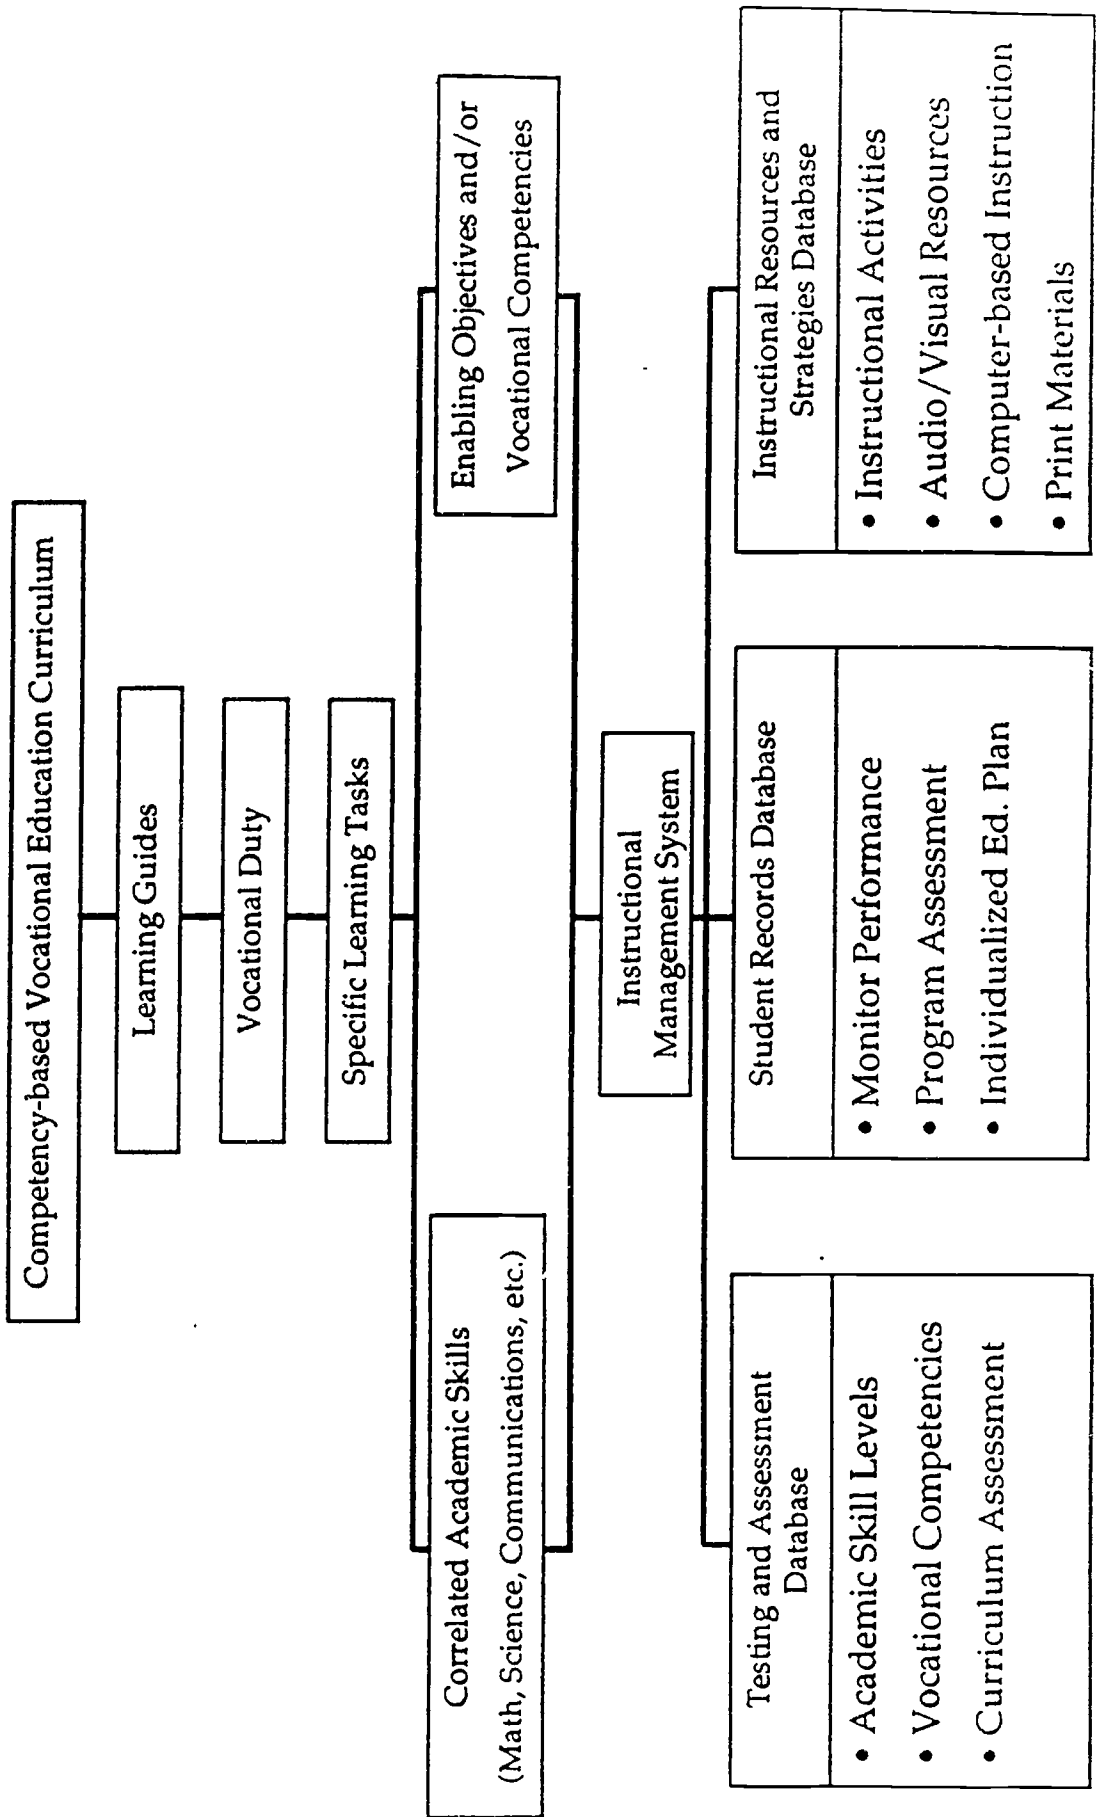 Competency-based Vocational Education Curriculum
Learning Guides
Vocational Duty
Specific Learning Tasks
Correlated Academic Skills
(Math, Science, Communications, etc.)
Enabling Objectives and/or
Vocational Competencies
Instructional
Management System
Testing and Assessment
Database
• Academic Skill Levels
• Vocational Competencies
• Curriculum Assessment
Student Records Database
• Monitor Performance
• Program Assessment
• Individualized Ed. Plan
Instructional Resources and
Strategies Database
• Instructional Activities
• Audio/Visual Resources
• Computer-based Instruction
• Print Materials